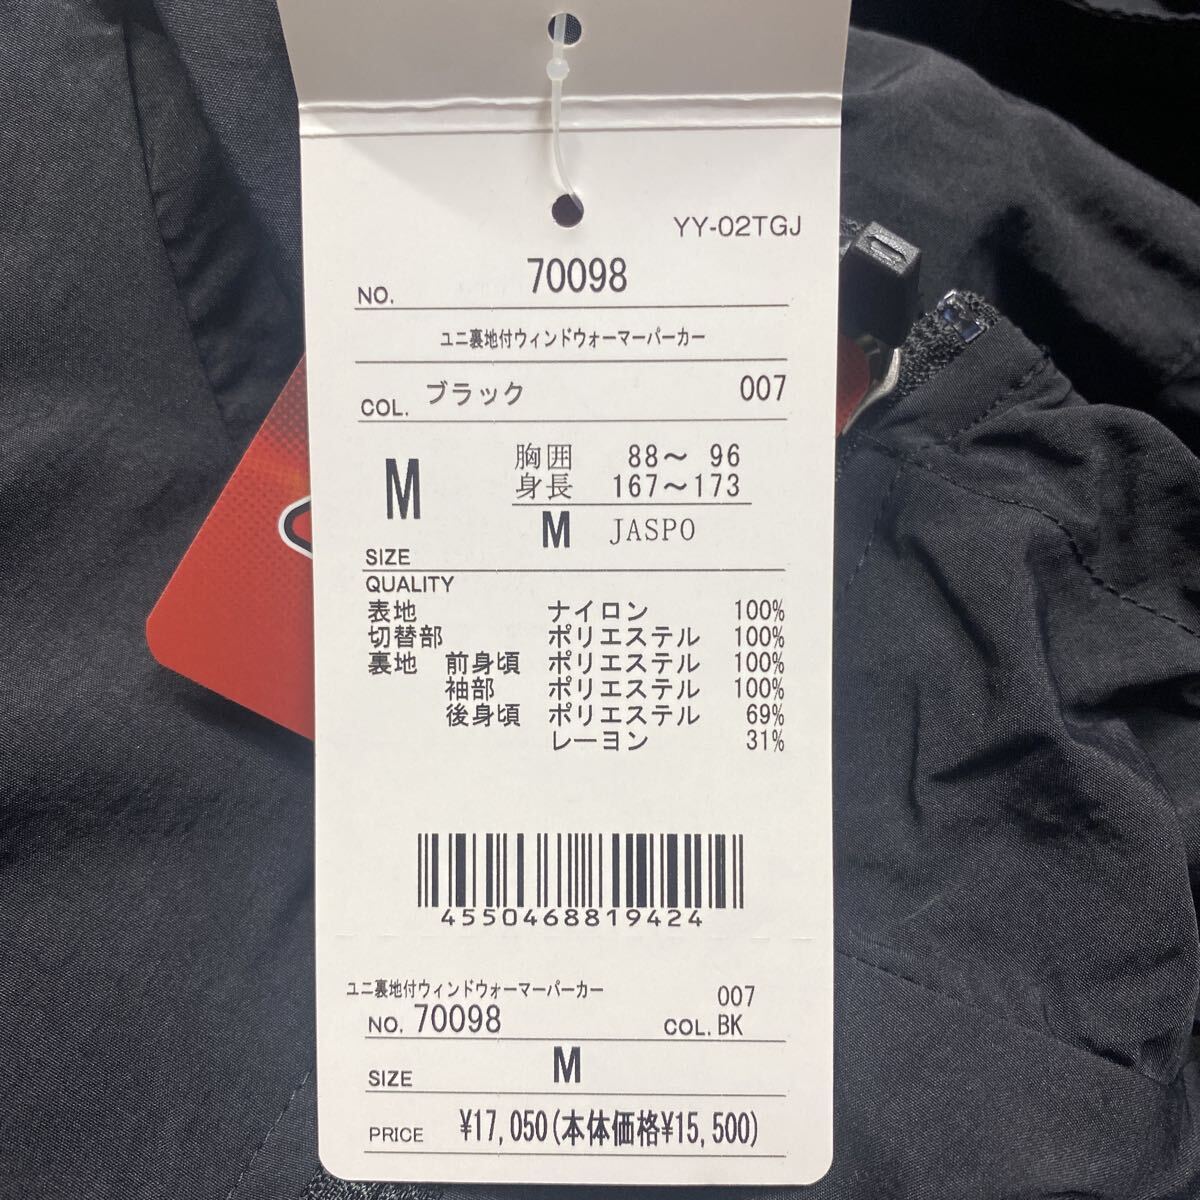 YY-02TGJ
NO. 70098
ユニ裏地付ウィンドウォーマーパーカー
COL. ブラック 007
M 胸囲 88～ 96
身長 167～173
M JASPO
SIZE
QUALITY
表地 ナイロン 100%
切替部 ポリエステル 100%
裏地 前身頃 ポリエステル 100%
袖部 ポリエステル 100%
後身頃 ポリエステル 69%
レーヨン 31%
4550468819424
ユニ裏地付ウィンドウォーマーパーカー 007
NO. 70098 COL. BK
SIZE M
PRICE ¥17,050(本体価格¥15,500)